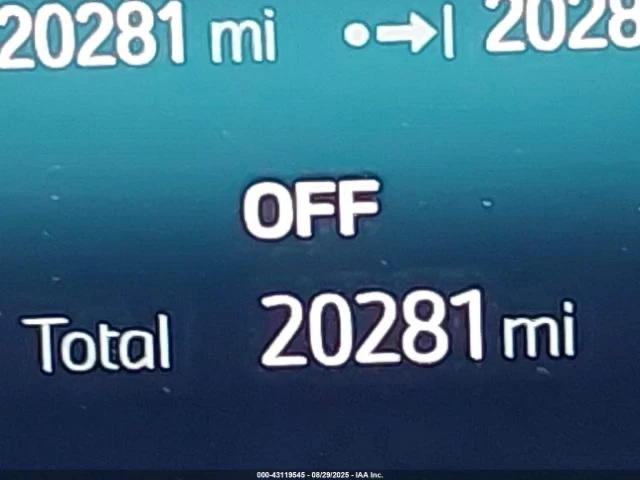 20281 mi 2028
OFF
Total 20281 mi
000-43119545 - 08/29/2025 - IAA Inc.